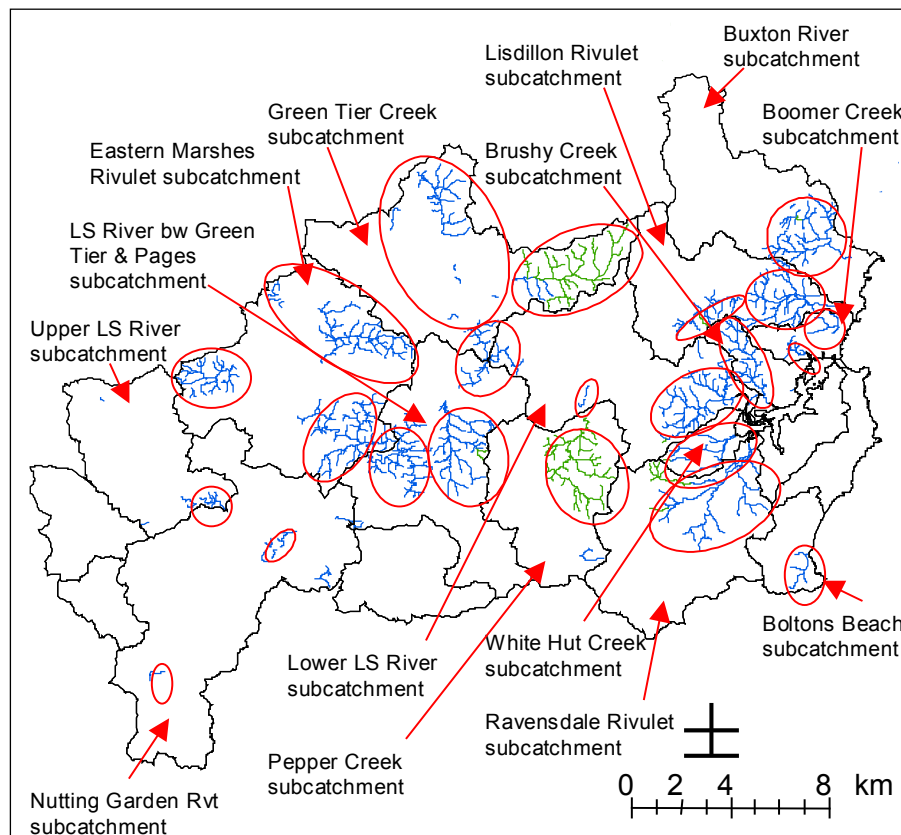 Buxton River
subcatchment
Lisdillon Rivulet
subcatchment
Boomer Creek
subcatchment
Green Tier Creek
subcatchment
Eastern Marshes
Rivulet subcatchment
Brushy Creek
subcatchment
LS River bw Green
Tier & Pages
subcatchment
Upper LS River
subcatchment
Boltons Beach
subcatchment
White Hut Creek
subcatchment
Lower LS River
subcatchment
Ravensdale Rivulet
subcatchment
Pepper Creek
subcatchment
Nutting Garden Rvt
subcatchment
0 2 4 8 km